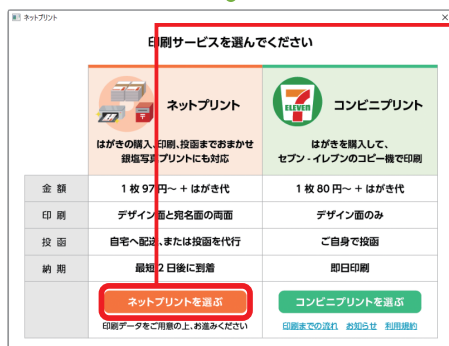 ネットプリント
印刷サービスを選んでください
ネットプリント
コンビニプリント
ELEVEN
はがきの購入、印刷、投函までおまかせ
銀塩写真プリントにも対応
はがきを購入して、
セブン - イレブンのコピー機で印刷
金 額 1枚 97 円～ + はがき代 1枚 80 円～ + はがき代
印 刷 デザイン面と宛名面の両面 デザイン面のみ
投 函 自宅へ配送、または投函を代行 ご自身で投函
納 期 最短 2 日後に到着 即日印刷
ネットプリントを選ぶ コンビニプリントを選ぶ
印刷データをご用意の上、お進みください 印刷までの流れ お知らせ 利用規約